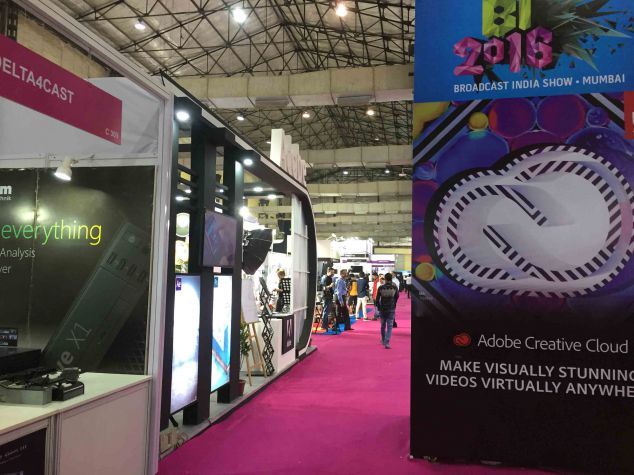 DELTA4CAST
C 309
everything
Analysis
X1
BI
2016
BROADCAST INDIA SHOW • MUMBAI
Adobe Creative Cloud
MAKE VISUALLY STUNNING
VIDEOS VIRTUALLY ANYWHE